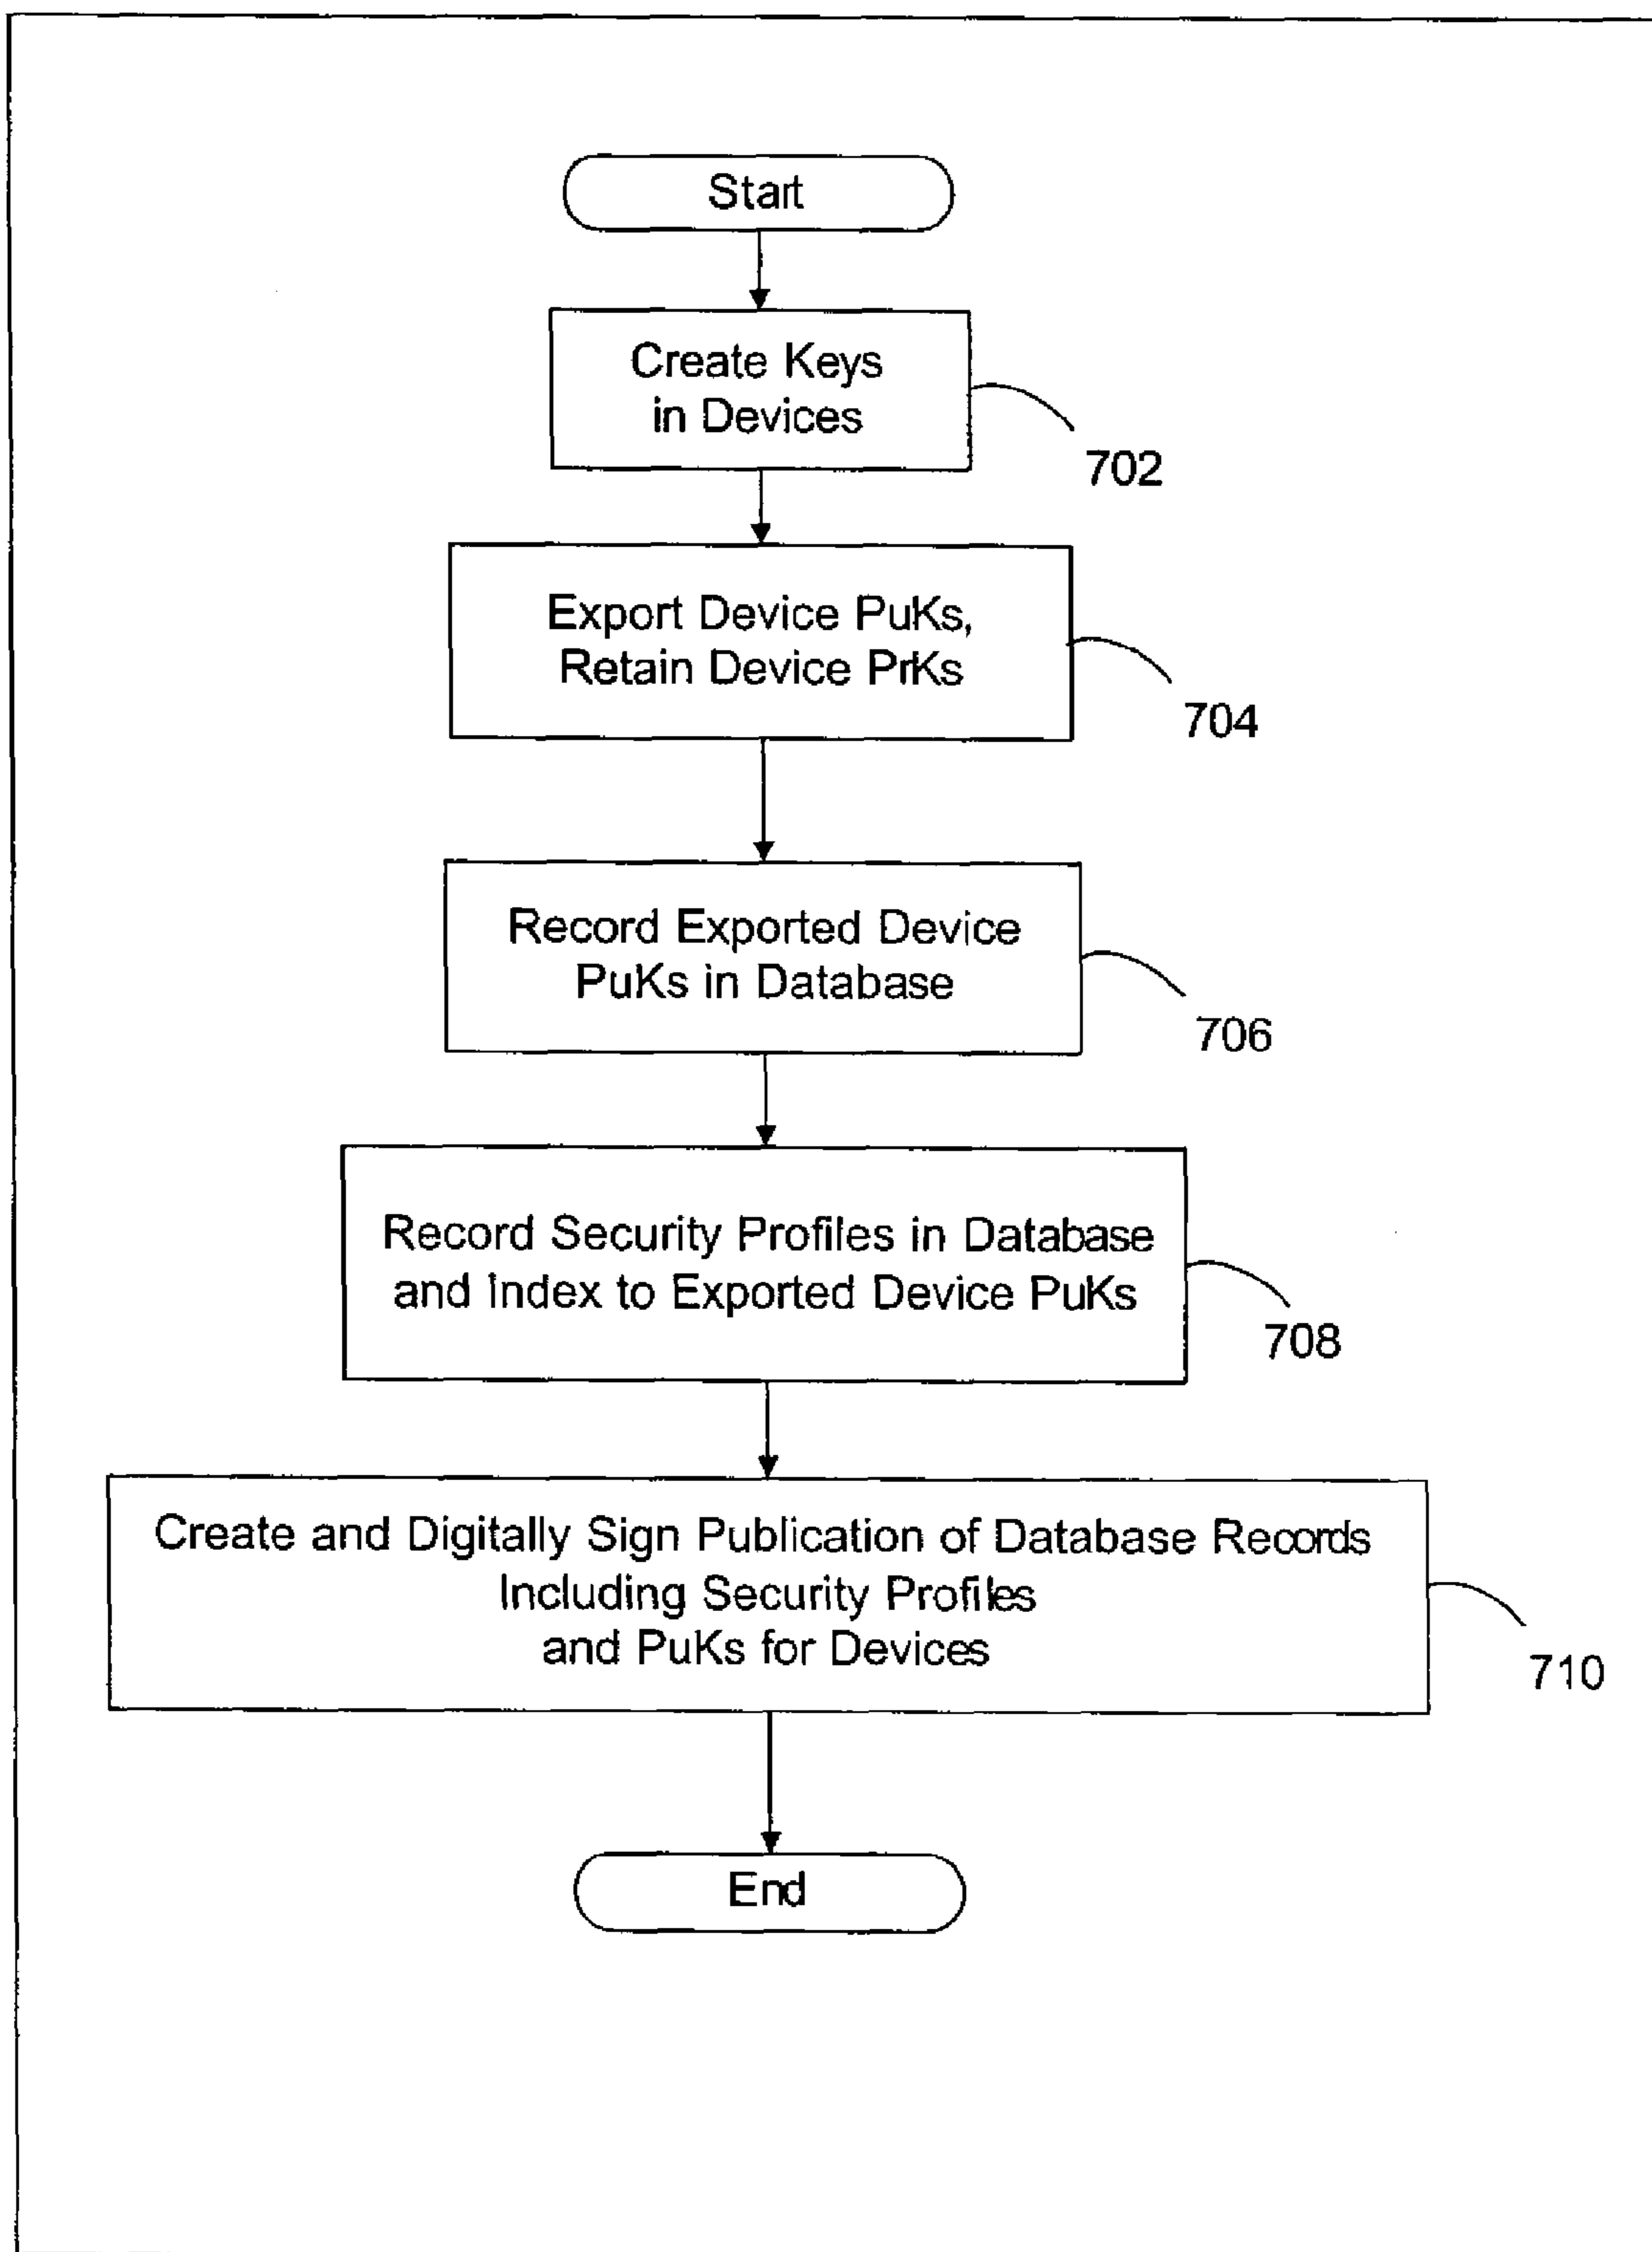 Start
Create Keys
in Devices
702
Export Device PuKs,
Retain Device PrKs
704
Record Exported Device
PuKs in Database
706
Record Security Profiles in Database
and Index to Exported Device PuKs
708
Create and Digitally Sign Publication of Database Records
Including Security Profiles
and PuKs for Devices
710
End